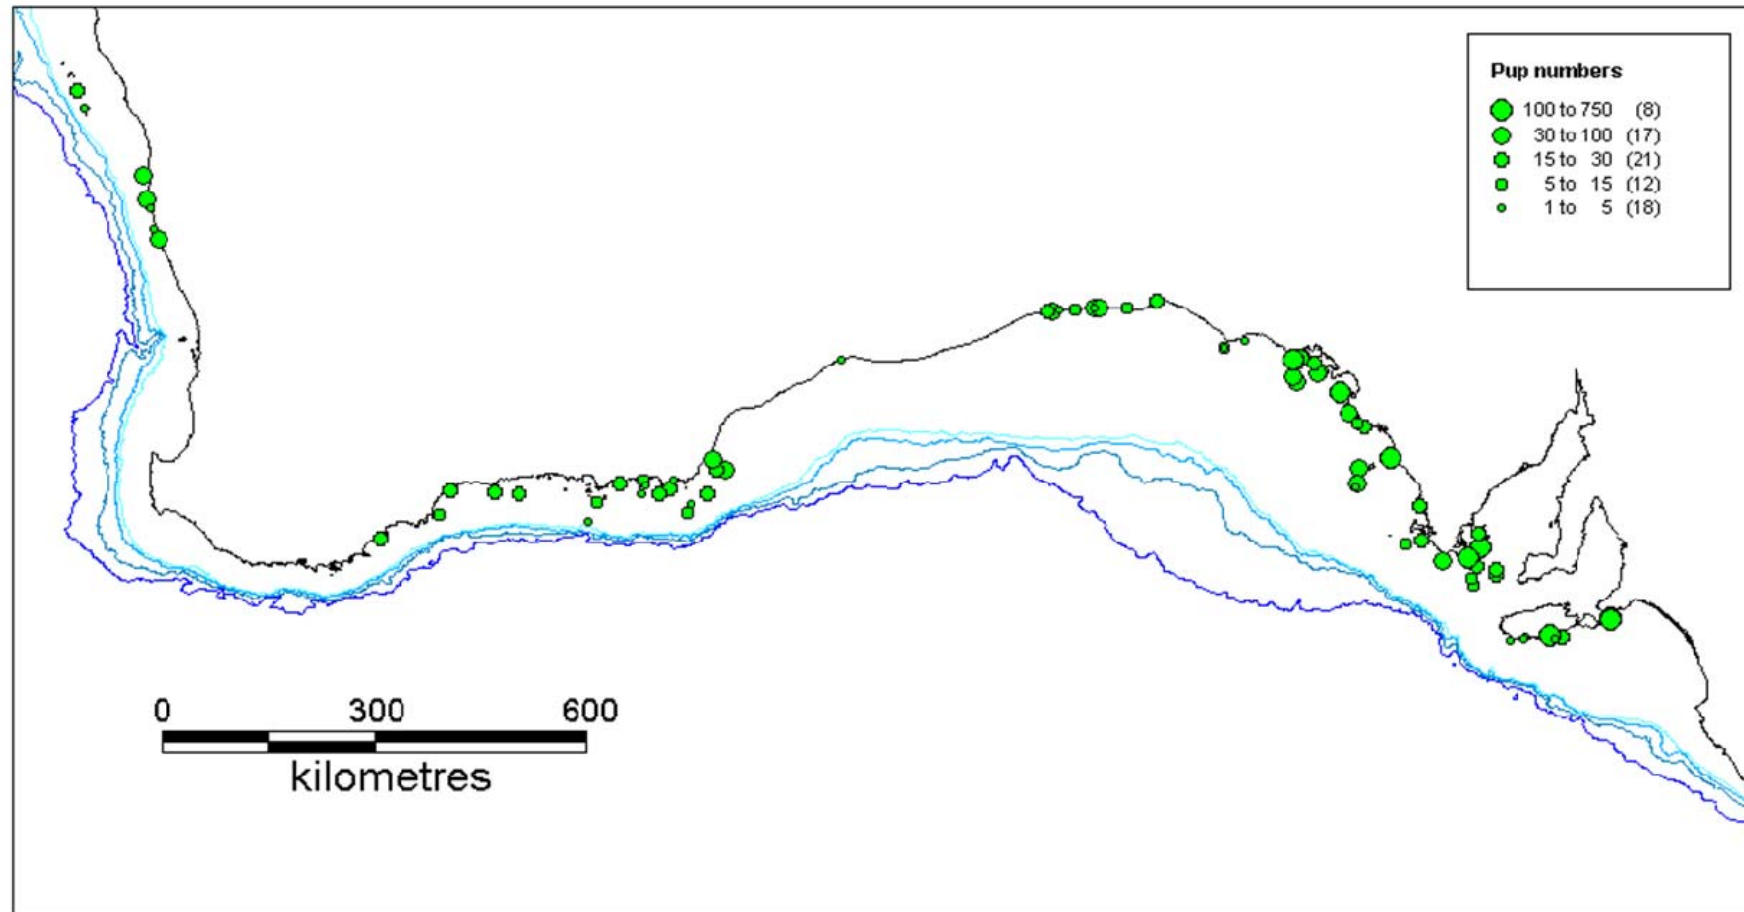 Pup numbers
100 to 750 (8)
30 to 100 (17)
15 to 30 (21)
5 to 15 (12)
1 to 5 (18)
0 300 600
kilometres